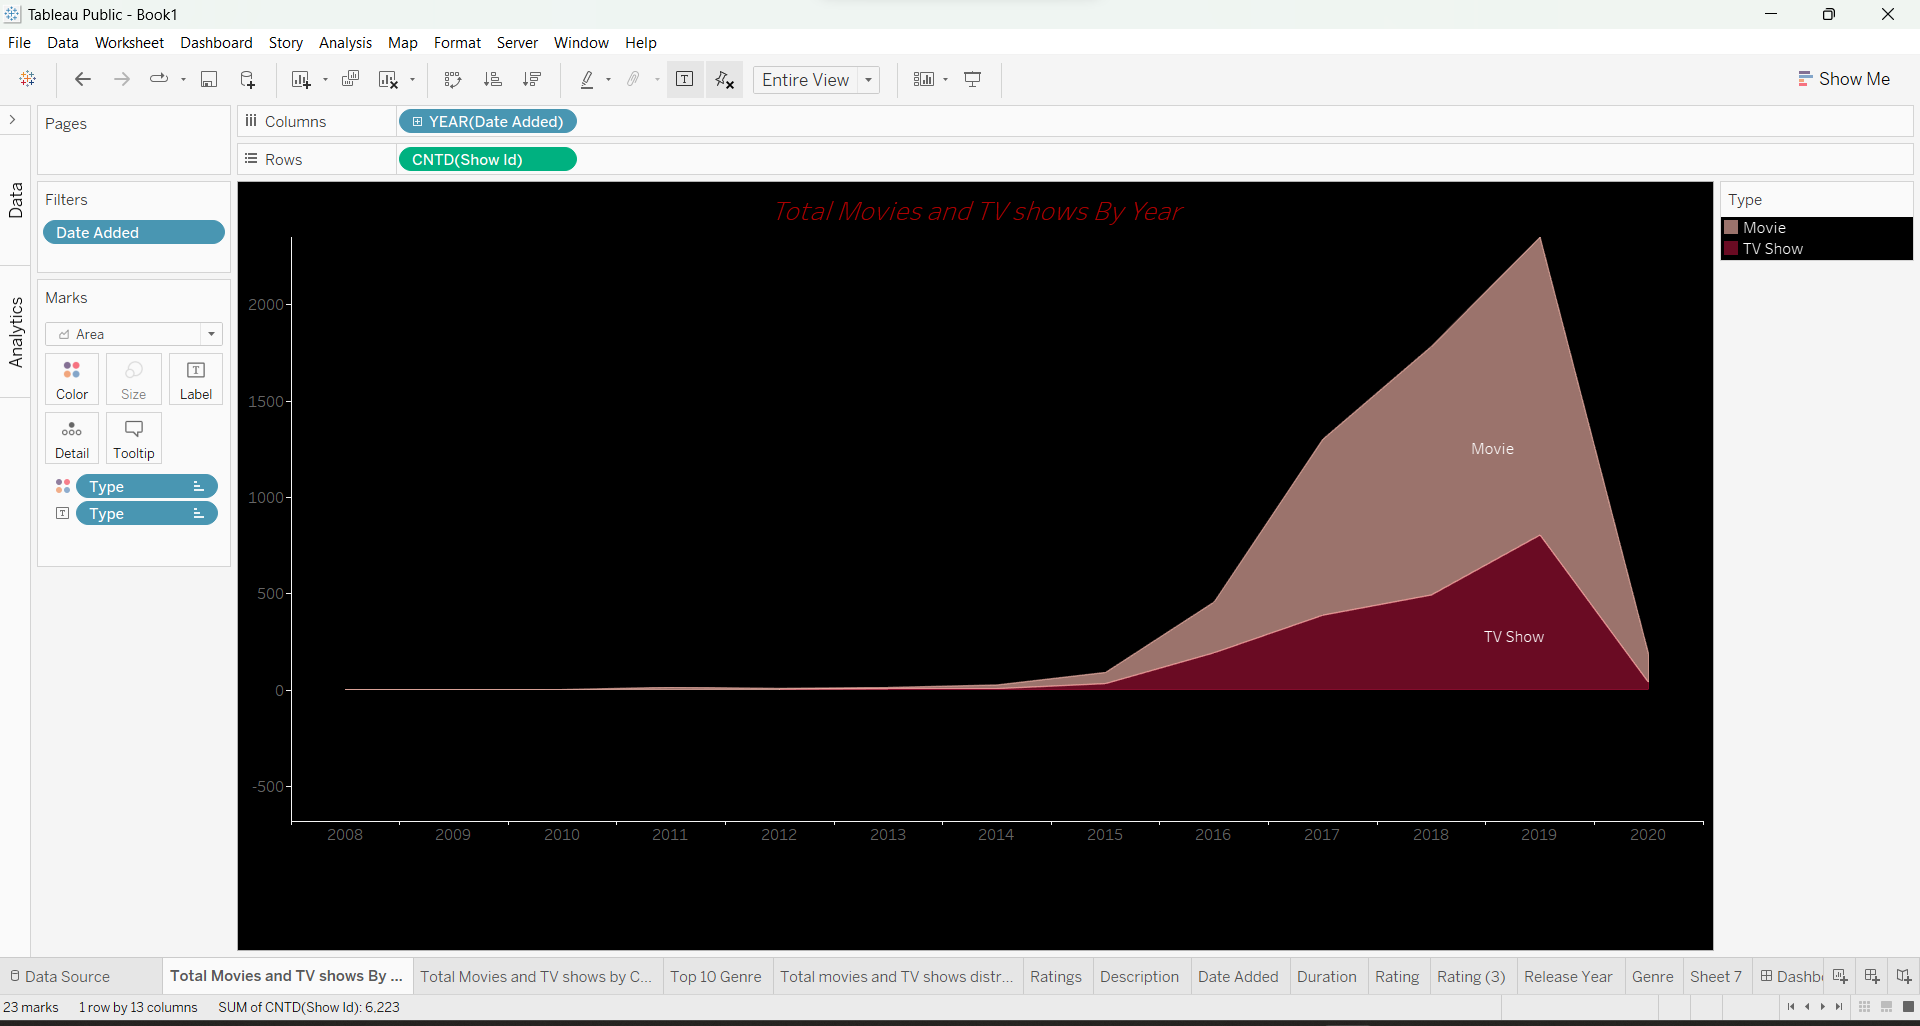 Tableau Public - Book1
File Data Worksheet Dashboard Story Analysis Map Format Server Window Help
Entire View
Show Me
Pages
Columns
YEAR(Date Added)
Rows
CNTD(Show Id)
Data
Analytics
Filters
Date Added
Marks
Area
Color Size Label
Detail Tooltip
Type
T Type
Total Movies and TV shows By Year
2000
1500
1000
500
0
-500
Movie
TV Show
2008 2009 2010 2011 2012 2013 2014 2015 2016 2017 2018 2019 2020
Type
Movie
TV Show
Data Source Total Movies and TV shows By ... Total Movies and TV shows by C... Top 10 Genre Total movies and TV shows distr... Ratings Description Date Added Duration Rating Rating (3) Release Year Genre Sheet 7 Dashb
23 marks 1 row by 13 columns SUM of CNTD(Show Id): 6,223